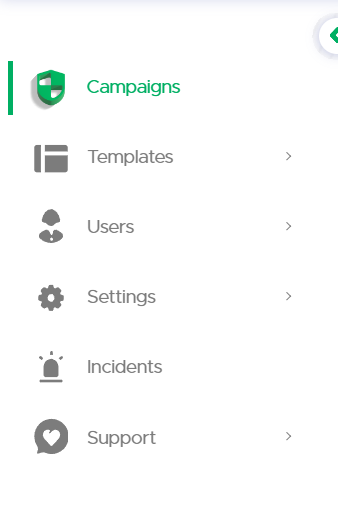 Campaigns
Templates
Users
Settings
Incidents
Support